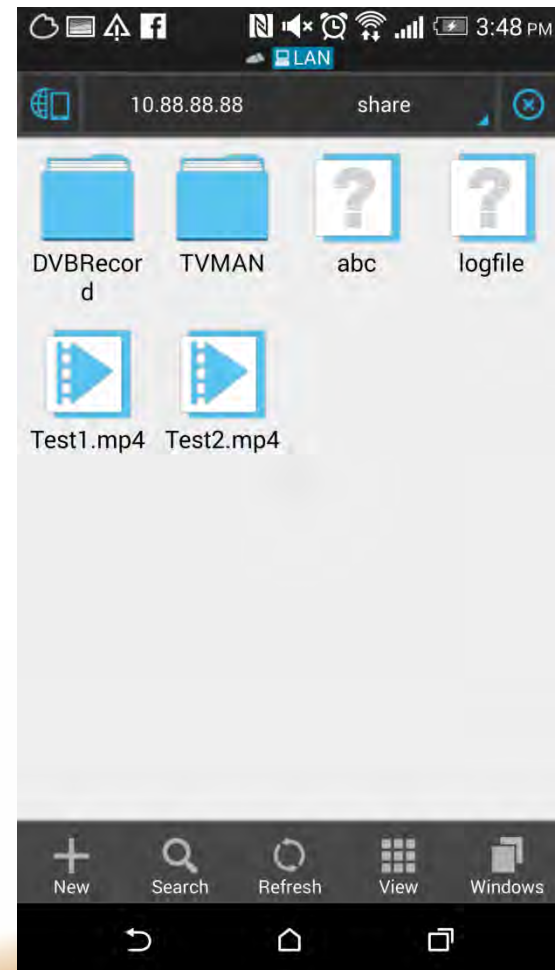 3:48 PM
LAN
10.88.88.88 share
DVBRecor TVMAN abc logfile
d
Test1.mp4 Test2.mp4
New Search Refresh View Windows